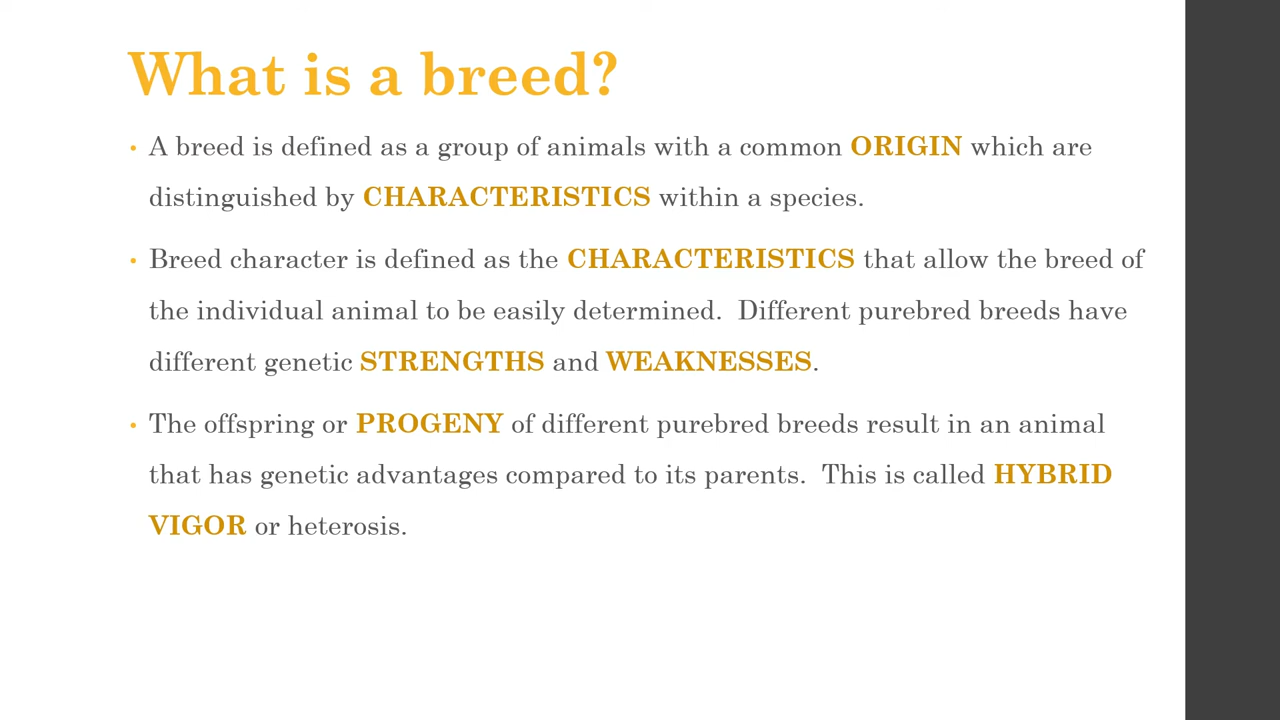 What is a breed?
• A breed is defined as a group of animals with a common ORIGIN which are
distinguished by CHARACTERISTICS within a species.
• Breed character is defined as the CHARACTERISTICS that allow the breed of
the individual animal to be easily determined.  Different purebred breeds have
different genetic STRENGTHS and WEAKNESSES.
• The offspring or PROGENY of different purebred breeds result in an animal
that has genetic advantages compared to its parents.  This is called HYBRID
VIGOR or heterosis.